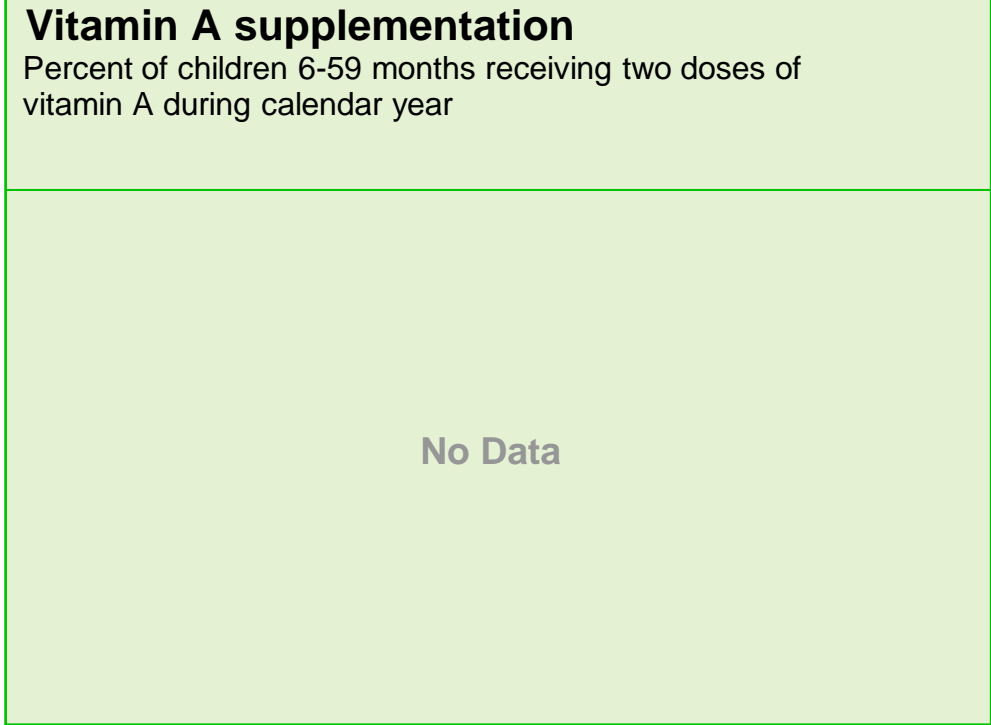 Vitamin A supplementation
Percent of children 6-59 months receiving two doses of
vitamin A during calendar year
No Data